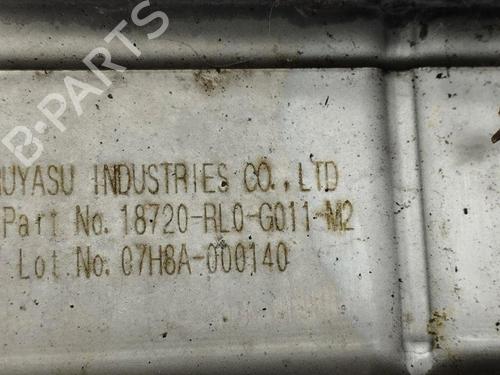 B-PARTS
UYASU INDUSTRIES CO., LTD
Part No. 18720-RL0-G011-M2
Lot No. 07H8A-000140